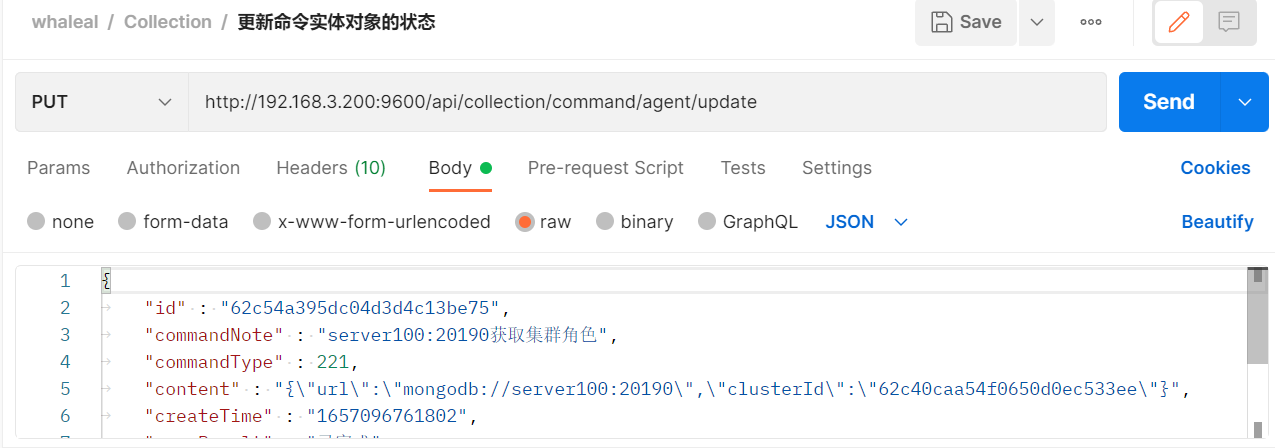 whaleal / Collection / 更新命令实体对象的状态 Save
PUT http://192.168.3.200:9600/api/collection/command/agent/update Send
Params Authorization Headers (10) Body Pre-request Script Tests Settings Cookies
none form-data x-www-form-urlencoded raw binary GraphQL JSON Beautify
1 {
2 "id" : "62c54a395dc04d3d4c13be75",
3 "commandNote" : "server100:20190获取集群角色",
4 "commandType" : 221,
5 "content" : "{\"url\":\"mongodb://server100:20190\",\"clusterId\":\"62c40caa54f0650d0ec533ee\"}",
6 "createTime" : "1657096761802",